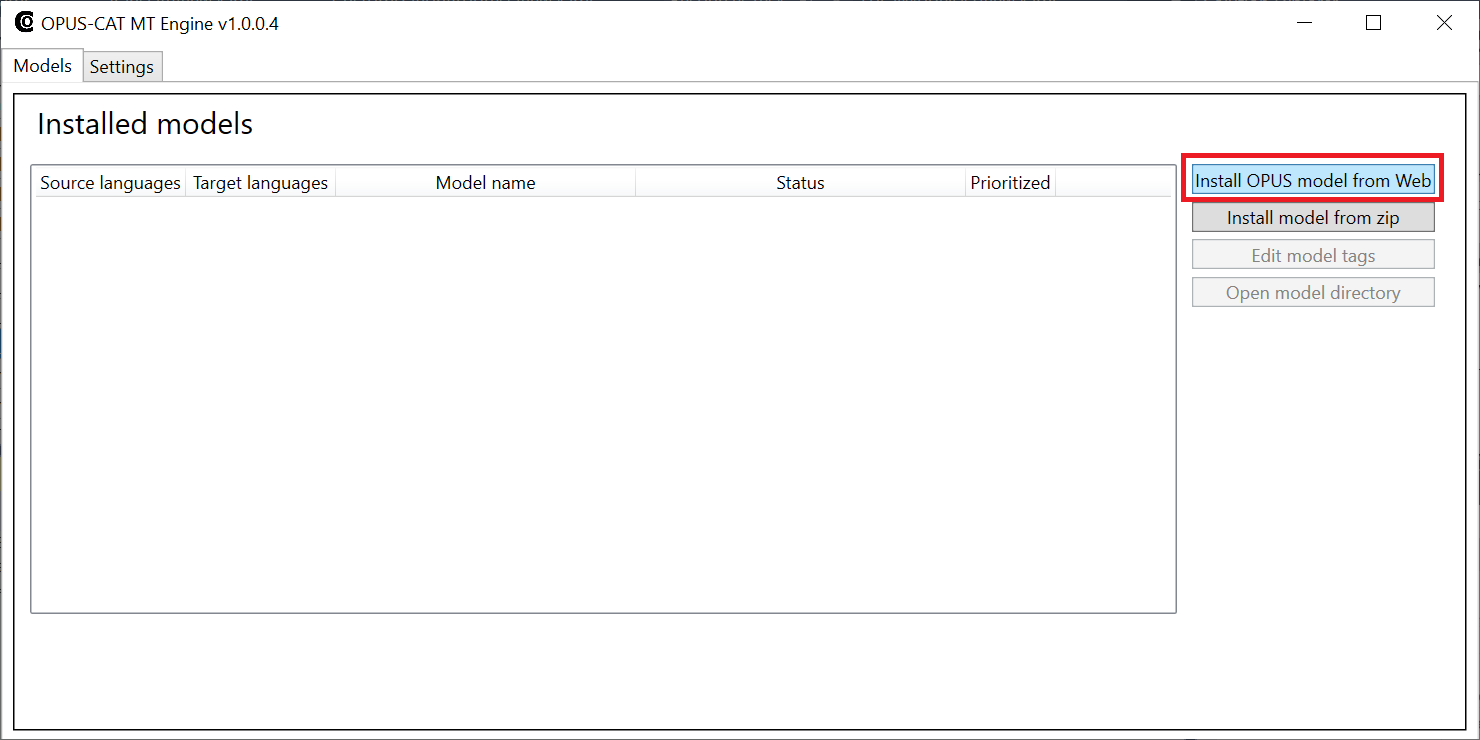 OPUS-CAT MT Engine v1.0.0.4
Models Settings
Installed models
Source languages Target languages Model name Status Prioritized
Install OPUS model from Web
Install model from zip
Edit model tags
Open model directory